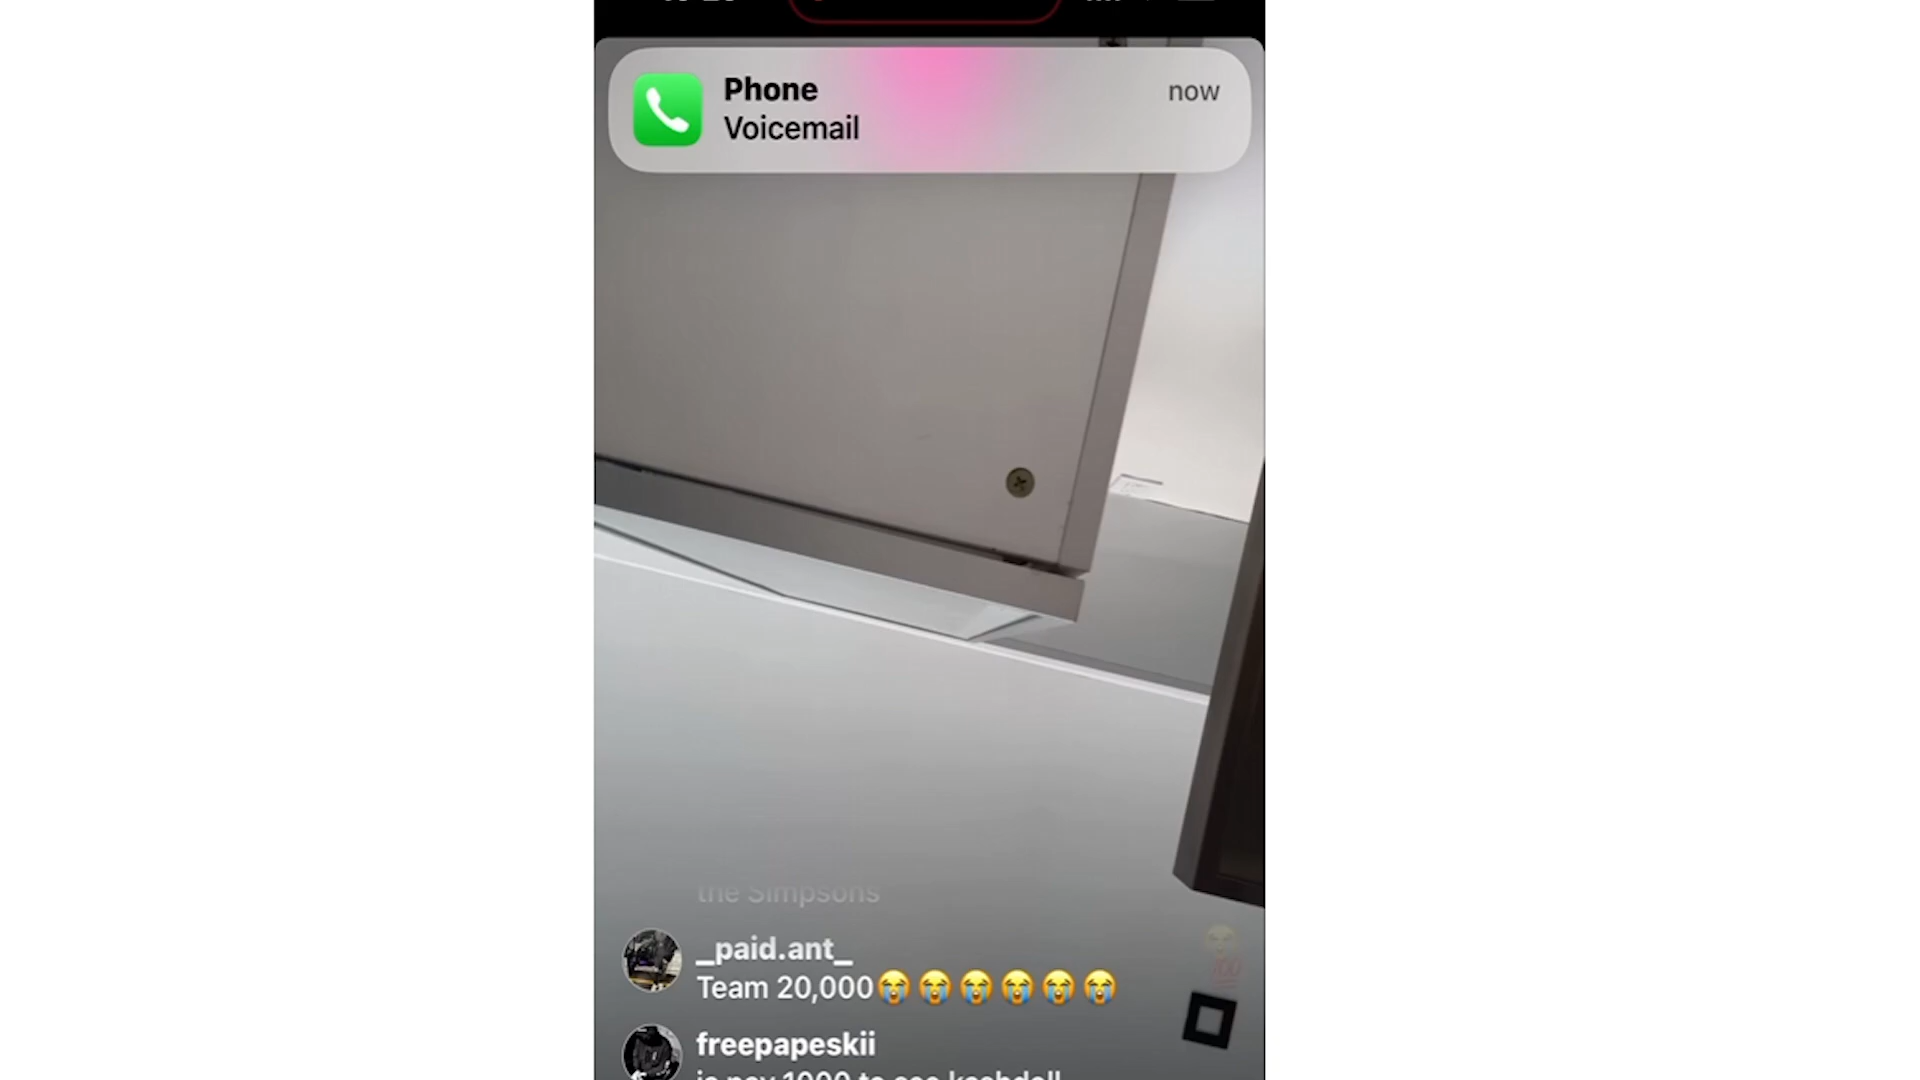 Phone
now
Voicemail
the Simpsons
_paid.ant_
Team 20,000😭😭😭😭😭😭
freepapeskii